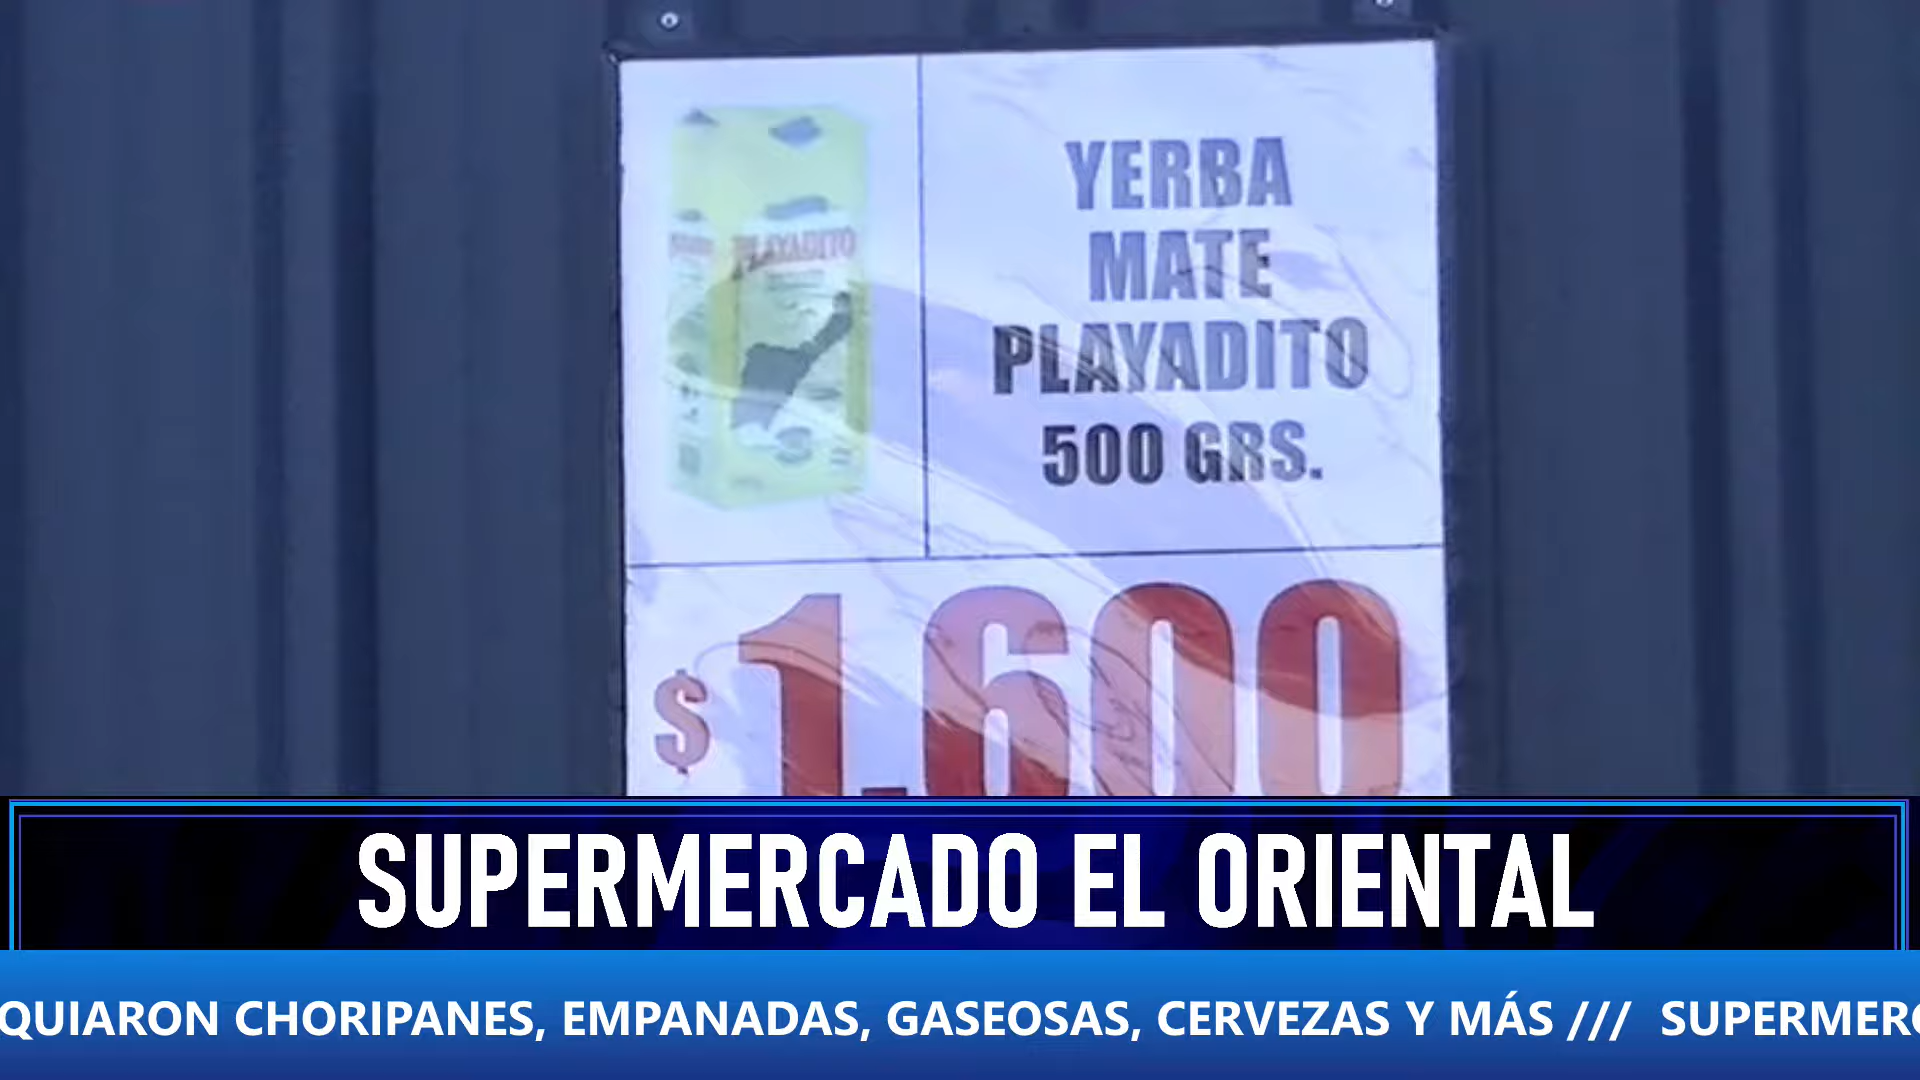 PLAYADITO
YERBA
MATE
PLAYADITO
500 GRS.
$1.600
SUPERMERCADO EL ORIENTAL
QUIARON CHORIPANES, EMPANADAS, GASEOSAS, CERVEZAS Y MÁS /// SUPERMERC